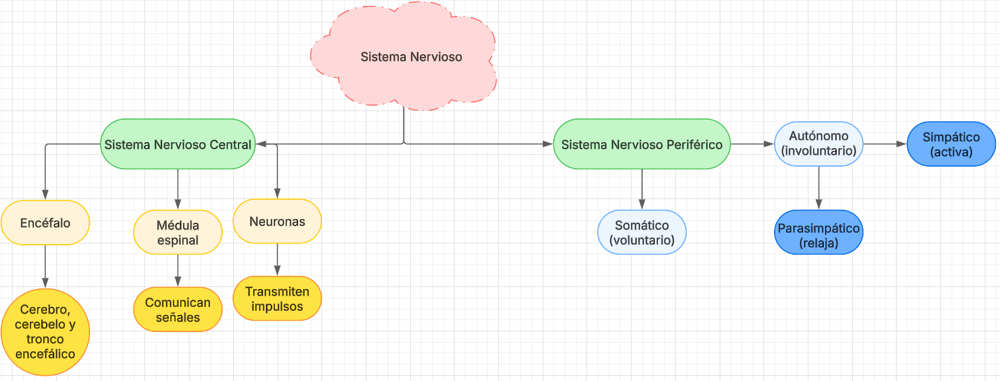 Sistema Nervioso
Sistema Nervioso Central
Sistema Nervioso Periférico
Autónomo
(involuntario)
Simpático
(activa)
Encéfalo
Médula
espinal
Neuronas
Somático
(voluntario)
Parasimpático
(relaja)
Cerebro,
cerebelo y
tronco
encefálico
Comunican
señales
Transmiten
impulsos